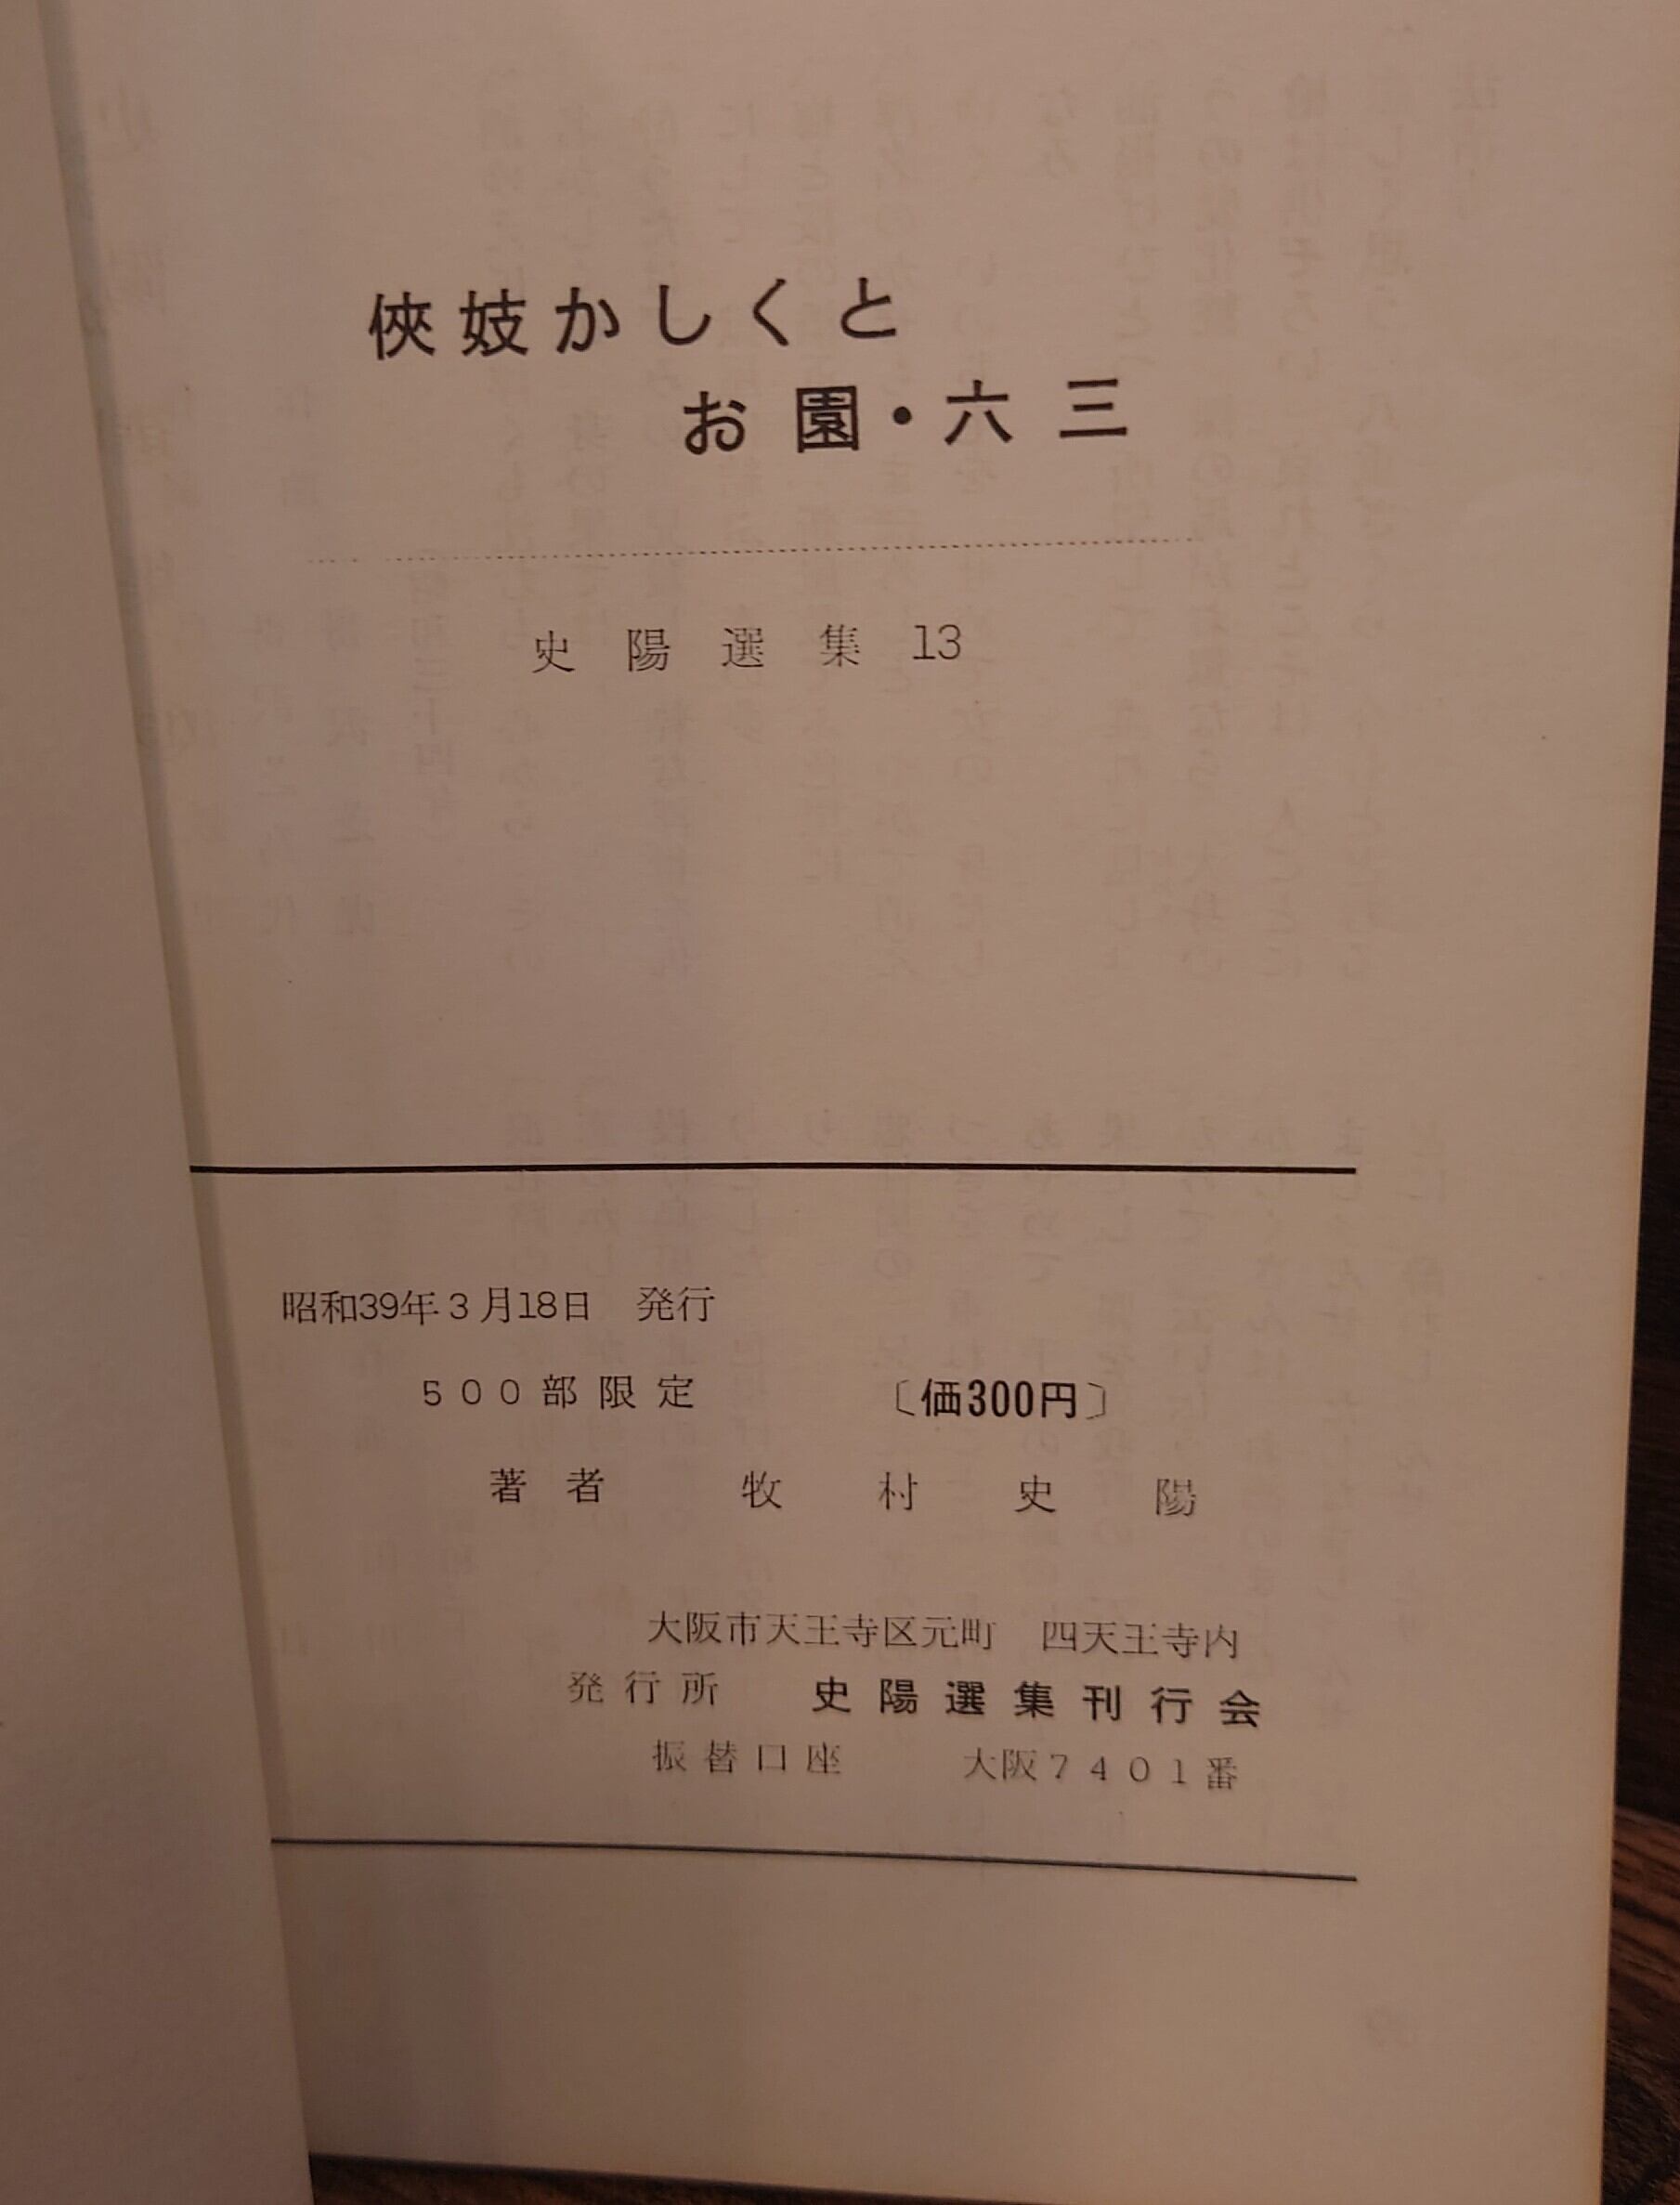 俠妓かしくと
お園・六三
史陽選集 13
昭和39年3月18日 発行
500部限定 〔価300円〕
著者 牧村史陽
大阪市天王寺区元町 四天王寺内
発行所 史陽選集刊行会
振替口座 大阪7401番